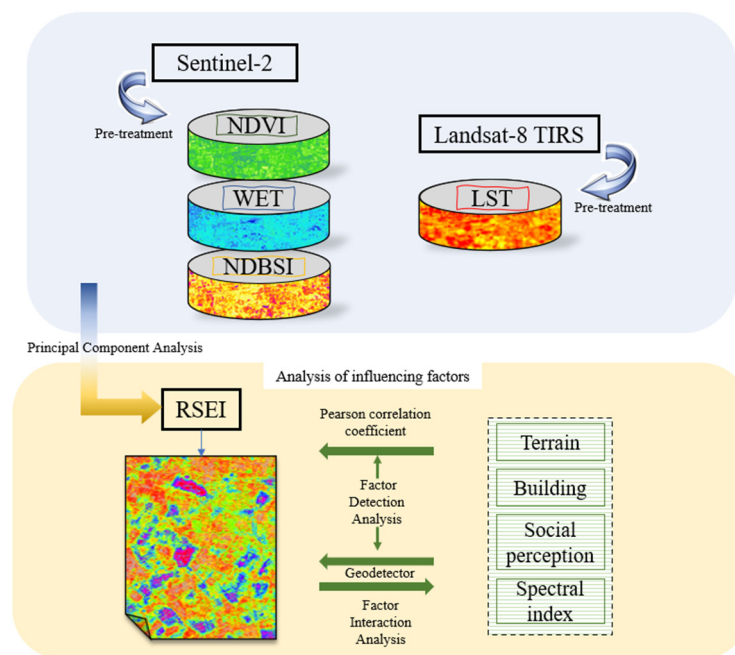 Sentinel-2
Pre-treatment
NDVI
WET
NDBSI
Landsat-8 TIRS
LST
Pre-treatment
Principal Component Analysis
Analysis of influencing factors
RSEI
Pearson correlation
coefficient
Factor
Detection
Analysis
Geodetector
Factor
Interaction
Analysis
Terrain
Building
Social
perception
Spectral
index